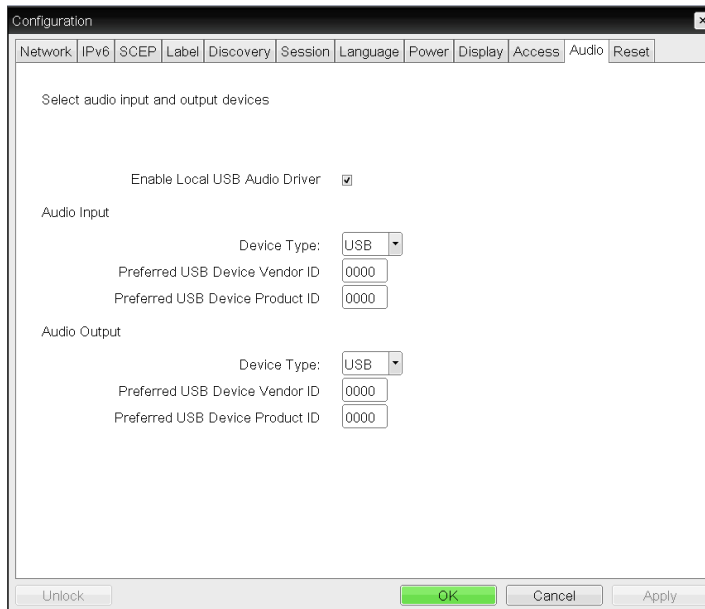 Configuration
Network IPv6 SCEP Label Discovery Session Language Power Display Access Audio Reset
Select audio input and output devices
Enable Local USB Audio Driver
Audio Input
Device Type: USB
Preferred USB Device Vendor ID 0000
Preferred USB Device Product ID 0000
Audio Output
Device Type: USB
Preferred USB Device Vendor ID 0000
Preferred USB Device Product ID 0000
Unlock OK Cancel Apply